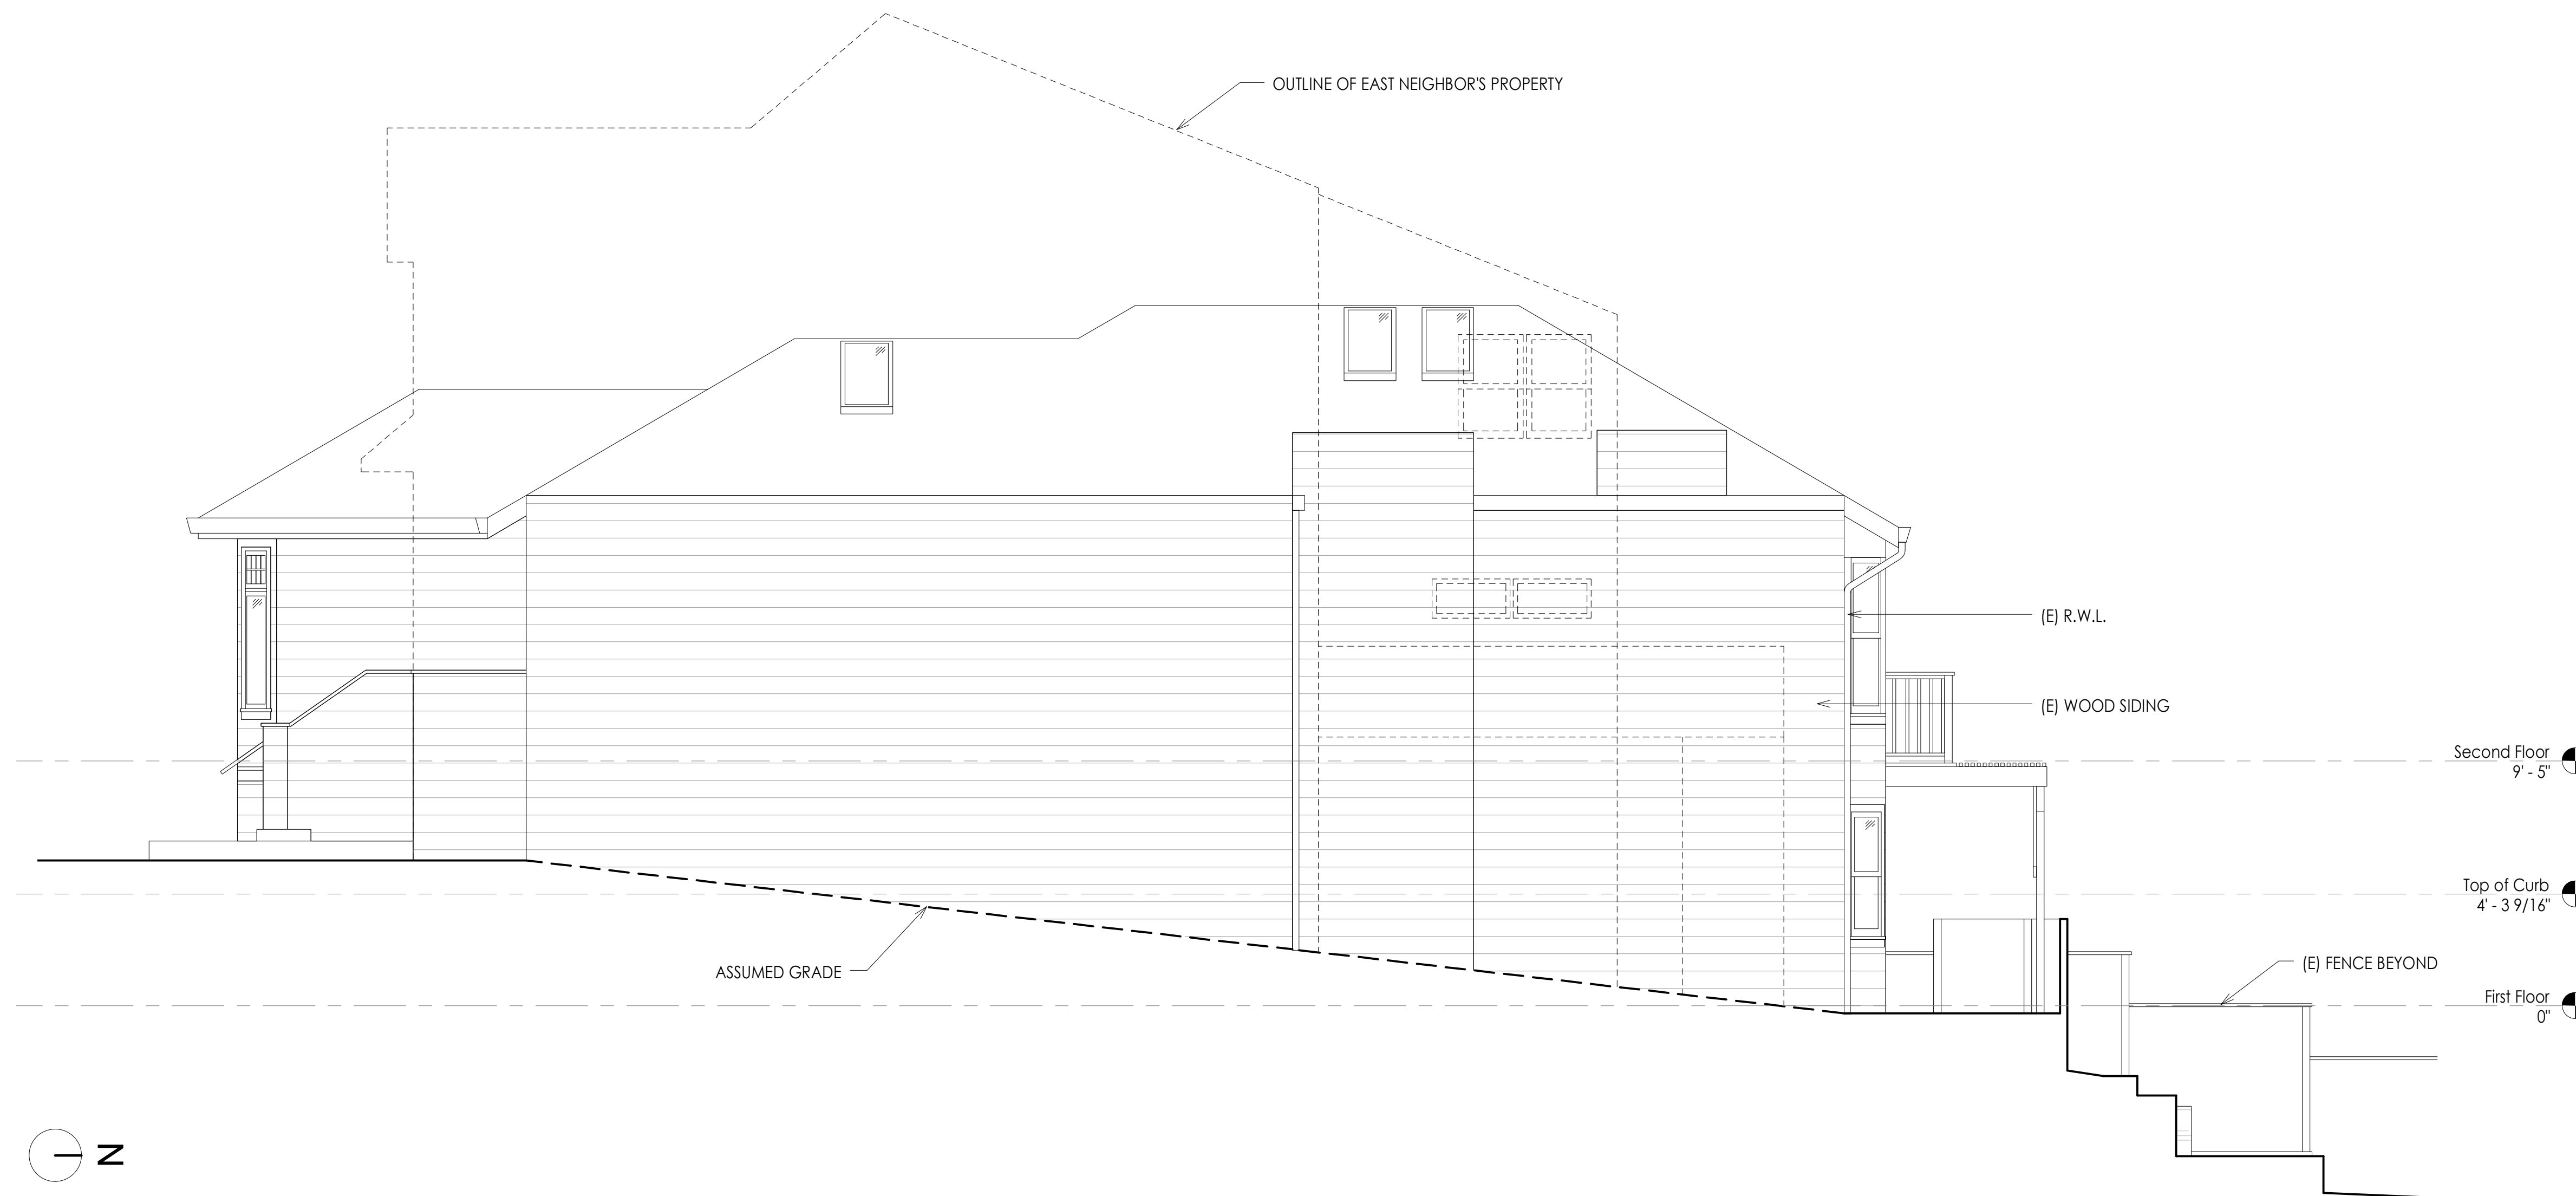 OUTLINE OF EAST NEIGHBOR'S PROPERTY
(E) R.W.L.
(E) WOOD SIDING
Second Floor
9' - 5"
Top of Curb
4' - 3 9/16"
(E) FENCE BEYOND
ASSUMED GRADE
First Floor
0"
N